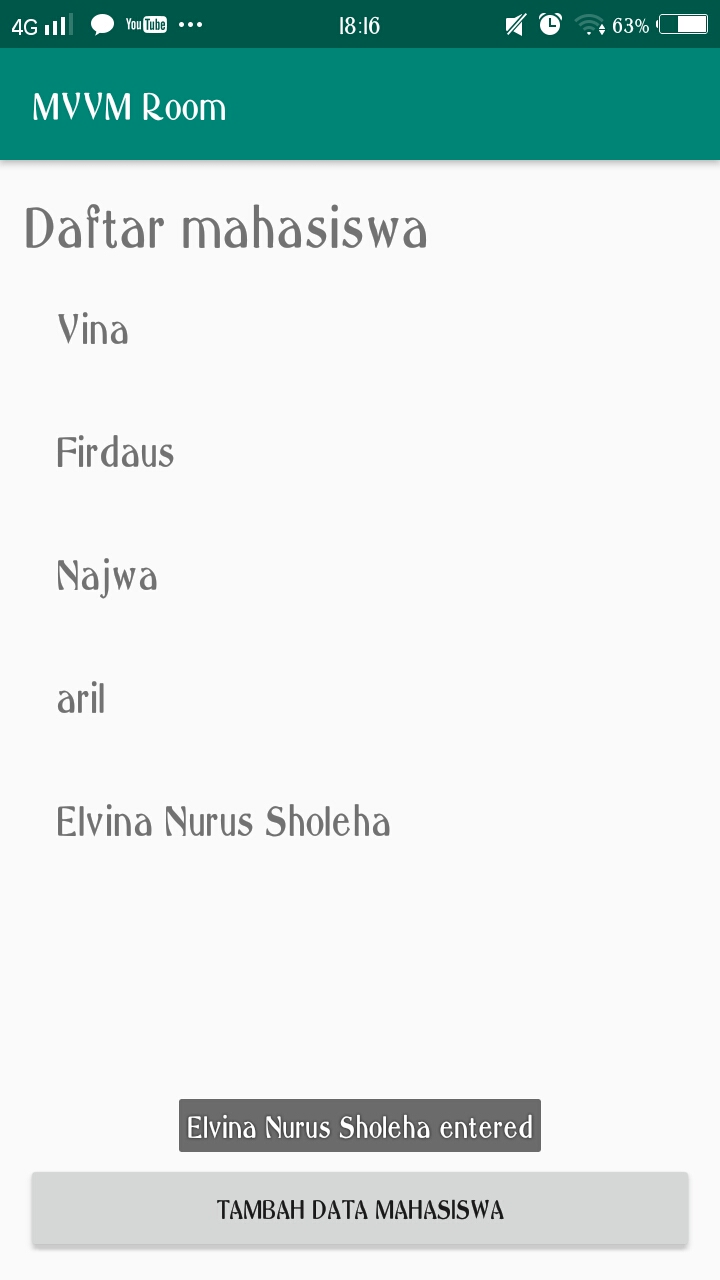 4G YouTube 18:16 63%
MVVM Room
Daftar mahasiswa
Vina
Firdaus
Najwa
aril
Elvina Nurus Sholeha
Elvina Nurus Sholeha entered
TAMBAH DATA MAHASISWA